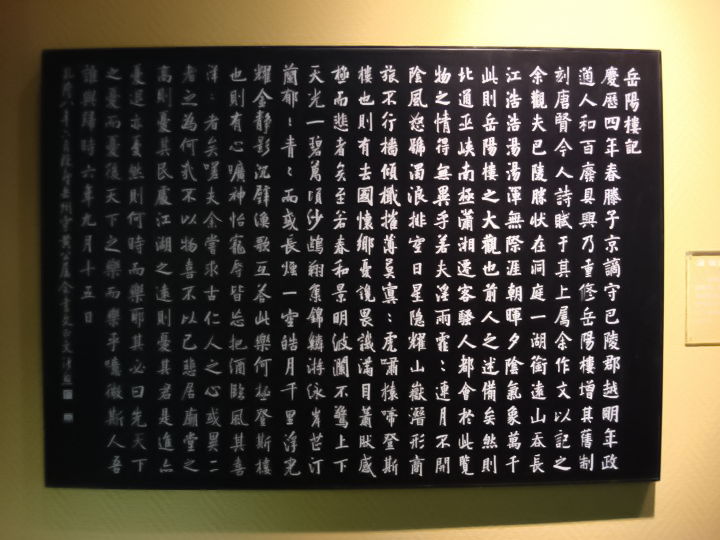 岳陽樓記
慶曆四年春滕子京謫守巴陵郡越明年政
通人和百廢具興乃重修岳陽樓增其舊制
刻唐賢今人詩賦于其上屬余作文以記之
余觀夫巴陵勝狀在洞庭一湖銜遠山吞長
江浩浩湯湯渾無際涯朝暉夕陰氣象萬千
此則岳陽樓之大觀也前人之述備矣然則
北通巫峽南極瀟湘遷客騷人都會於此覽
物之情得無異乎若夫淫雨霏：連月不開
陰風怒號濁浪排空日星隱耀山嶽潛形商
旅不行檣傾檝摧薄莫冥：虎嘯猿啼登斯
樓也則有去國懷鄉憂讒畏譏滿目蕭然感
極而悲者矣至若春和景明波瀾不驚上下
天光一碧萬頃沙鷗翔集錦鱗游泳岸芷汀
蘭郁：青：而或長煙一空皓月千里浮光
耀金靜影沉璧漁歌互答此樂何極登斯樓
也則有心曠神怡寵辱皆忘把酒臨風其喜
洋：者矣嗟夫余嘗求古仁人之心或異二
者之為何哉不以物喜不以己悲居廟堂之
高則憂其民處江湖之遠則憂其君是進亦
憂退亦憂然則何時而樂耶其必曰先天下
之憂而憂後天下之樂而樂乎噫微斯人吾
誰與歸時六年九月十五日